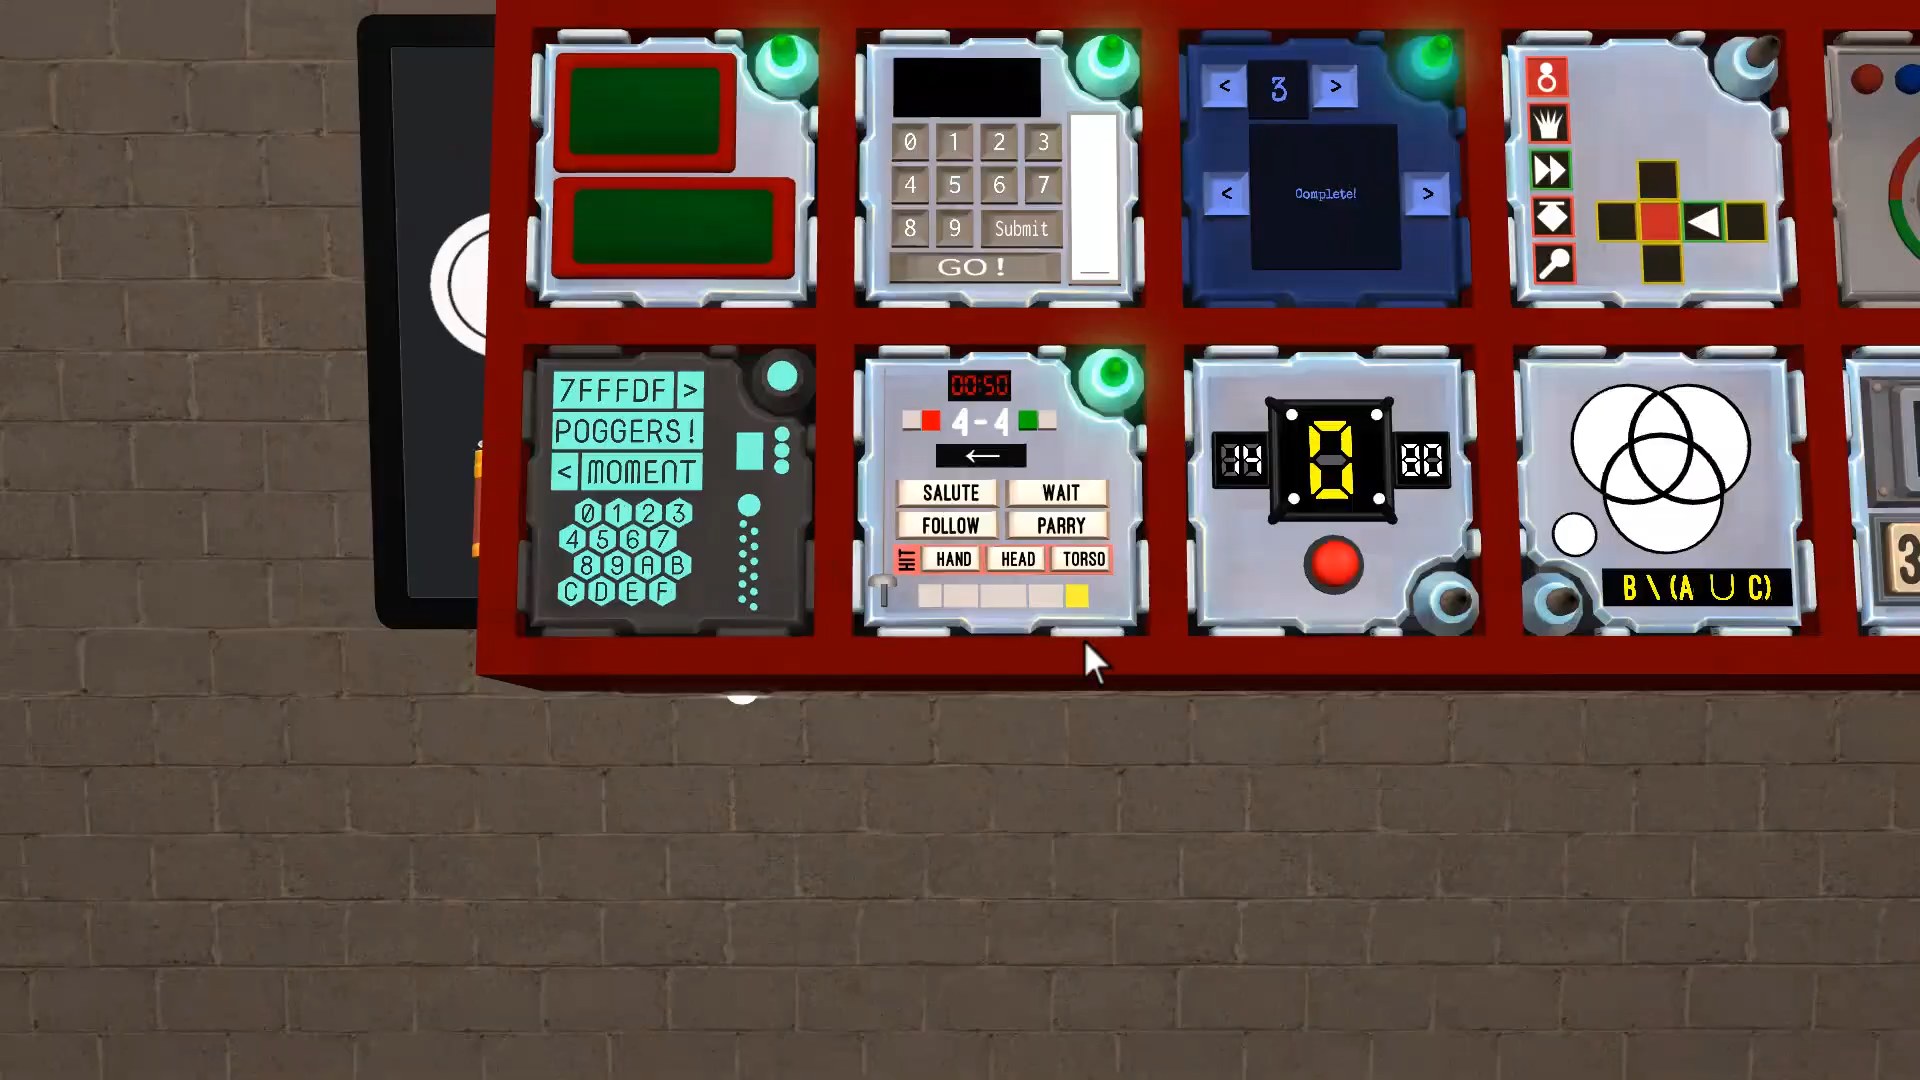 0 1 2 3
4 5 6 7
8 9 Submit
GO!
< 3 >
< Complete! >
7FFFDF >
POGGERS!
< MOMENT
0 1 2 3
4 5 6 7
8 9 A B
C D E F
00:50
4-4
←
SALUTE WAIT
FOLLOW PARRY
HIT HAND HEAD TORSO
0
B \ (A ∪ C)
3